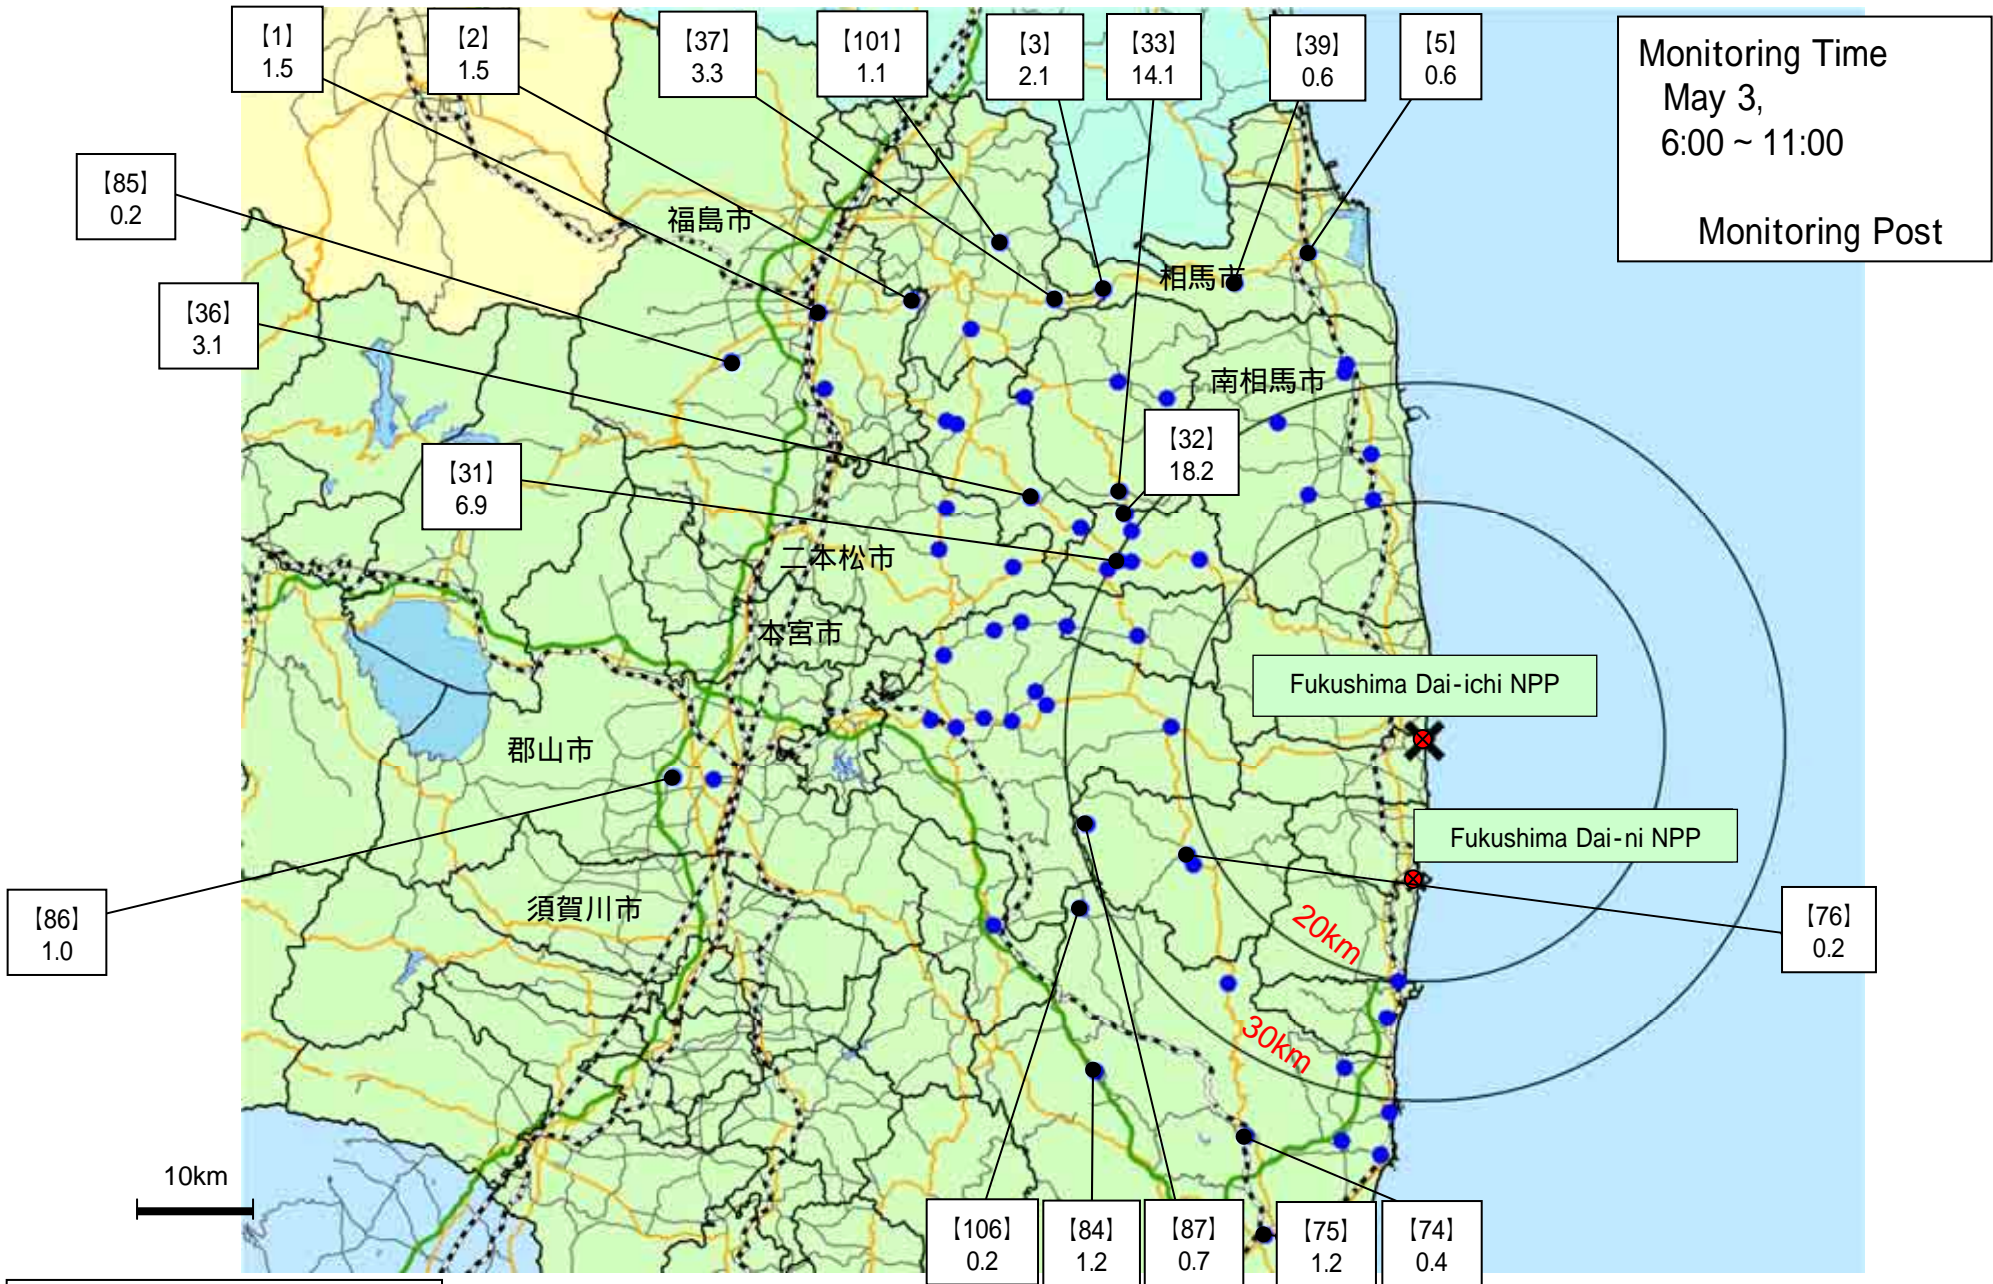 【1】
1.5
【2】
1.5
【37】
3.3
【101】
1.1
【3】
2.1
【33】
14.1
【39】
0.6
【5】
0.6
Monitoring Time
May 3,
6:00 ~ 11:00
Monitoring Post
【85】
0.2
福島市
相馬市
【36】
3.1
南相馬市
【32】
18.2
【31】
6.9
二本松市
本宮市
Fukushima Dai-ichi NPP
郡山市
Fukushima Dai-ni NPP
【86】
1.0
須賀川市
【76】
0.2
20km
30km
10km
【106】
0.2
【84】
1.2
【87】
0.7
【75】
1.2
【74】
0.4